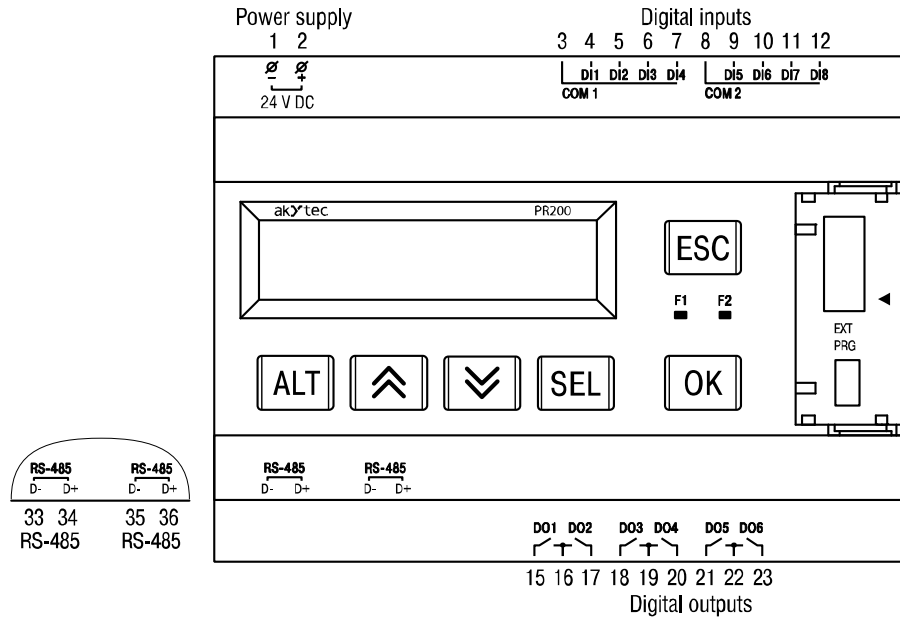 Power supply
Digital inputs
1 2
3 4 5 6 7 8 9 10 11 12
- +
DI1 DI2 DI3 DI4 DI5 DI6 DI7 DI8
24 V DC
COM 1 COM 2
akYtec PR200
ESC
F1 F2
EXT
PRG
ALT SEL OK
RS-485 RS-485 RS-485 RS-485
D- D+ D- D+ D- D+ D- D+
33 34 35 36
RS-485 RS-485
DO1 DO2 DO3 DO4 DO5 DO6
15 16 17 18 19 20 21 22 23
Digital outputs